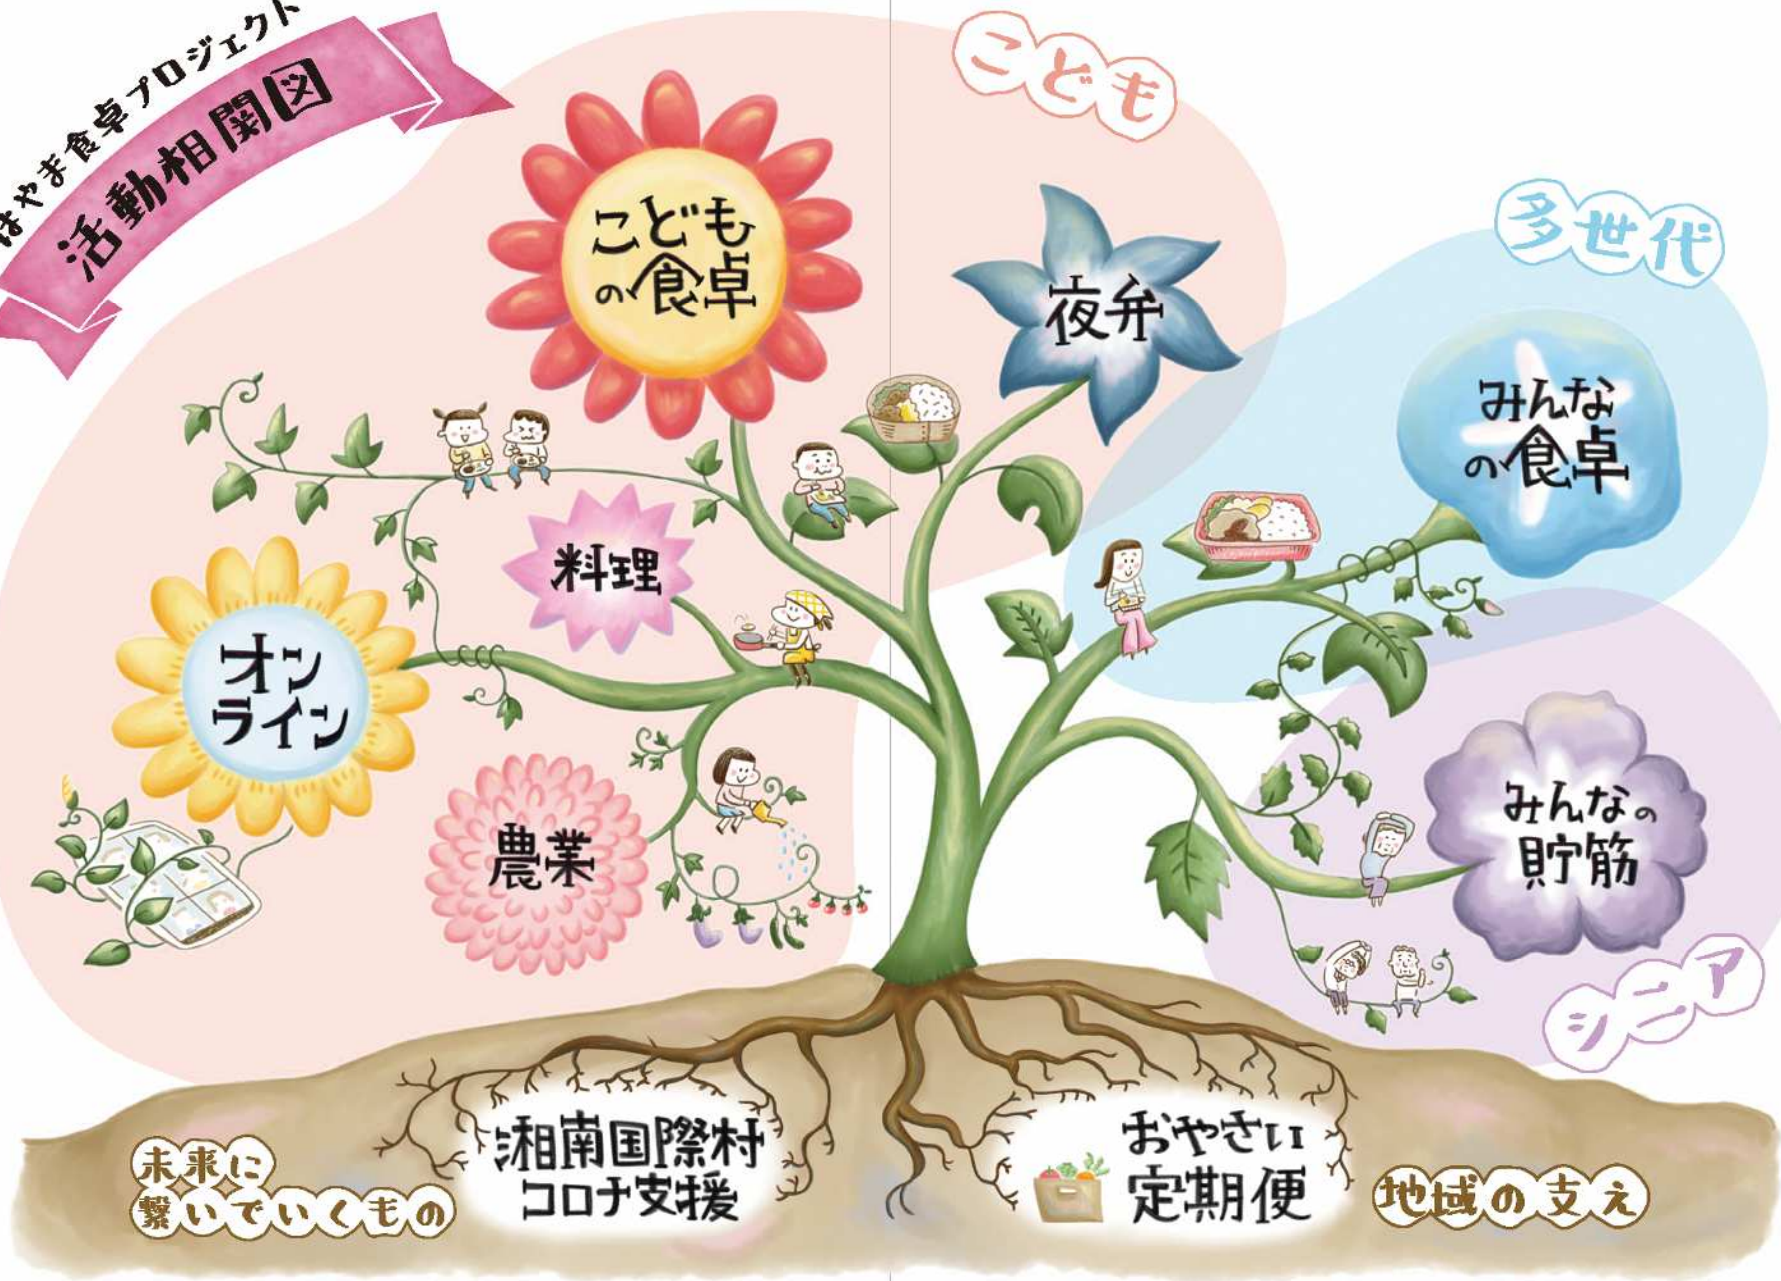 はやま食卓プロジェクト
活動相関図
こども
こども
の食卓
夜弁
多世代
みんな
の食卓
料理
オン
ライン
農業
みんなの
貯筋
シニア
湘南国際村
コロナ支援
おやさい
定期便
未来に
繋いでいくもの
地域の支え